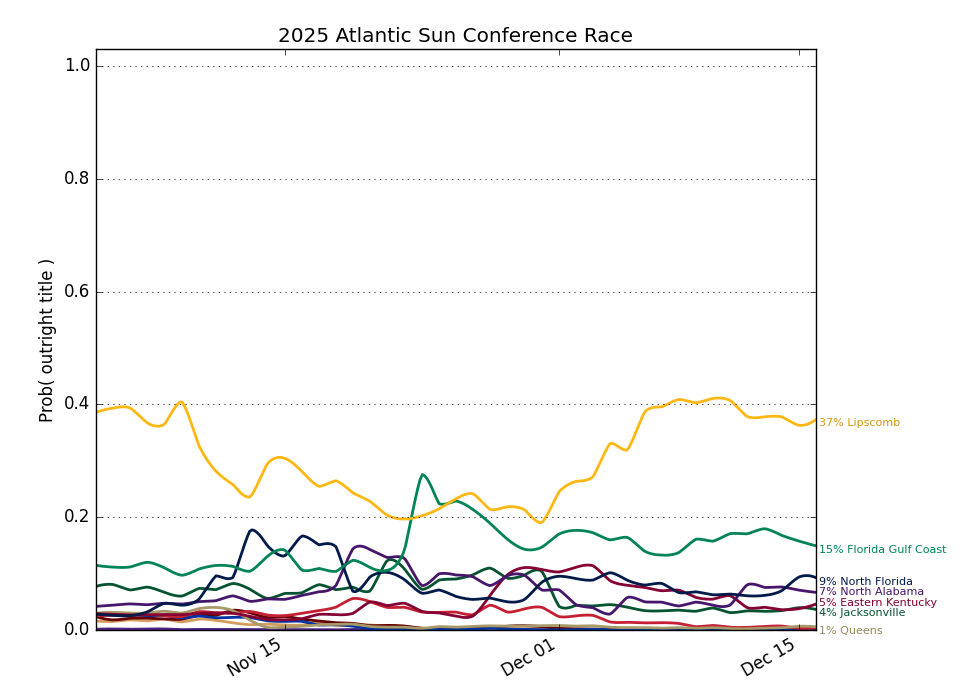 2025 Atlantic Sun Conference Race
Prob( outright title )
1.0
0.8
0.6
0.4
0.2
0.0
Nov 15
Dec 01
Dec 15
37% Lipscomb
15% Florida Gulf Coast
9% North Florida
7% North Alabama
5% Eastern Kentucky
4% Jacksonville
1% Queens